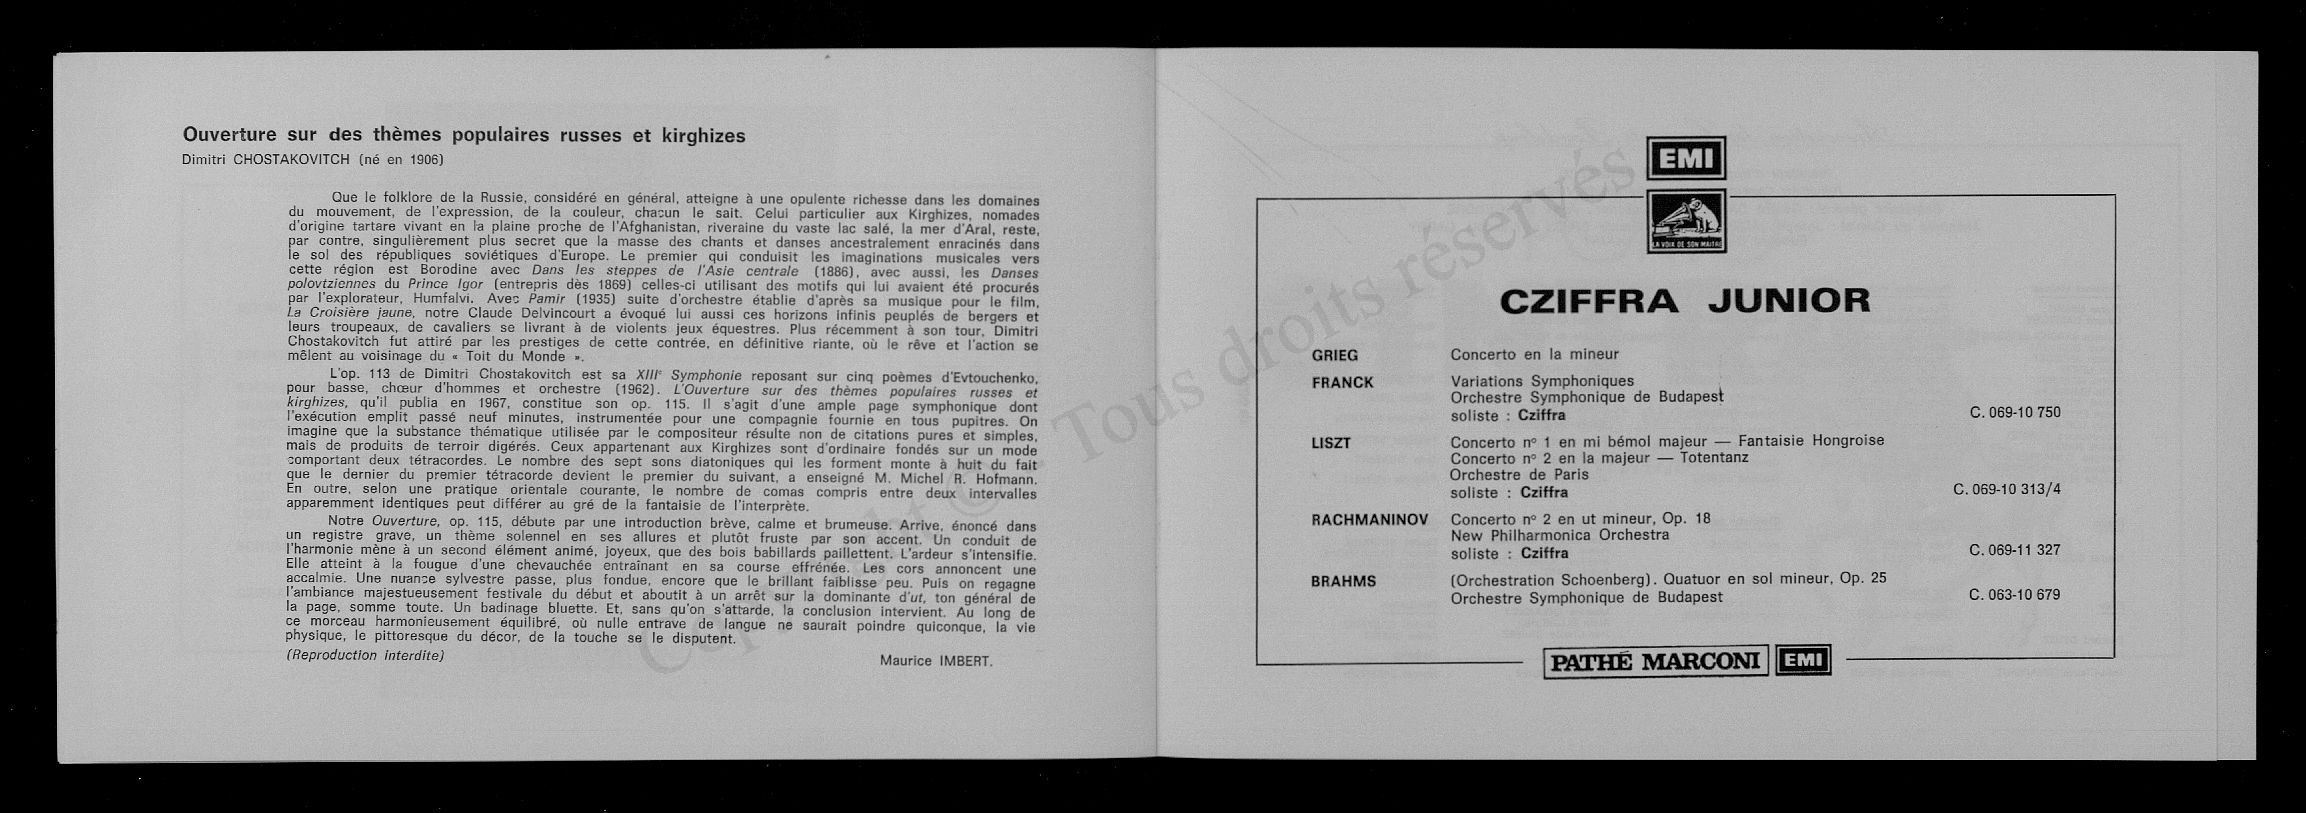 Ouverture sur des thèmes populaires russes et kirghizes
Dimitri CHOSTAKOVITCH (né en 1906)
Que le folklore de la Russie, considéré en général, atteigne à une opulente richesse dans les domaines
du mouvement, de l'expression, de la couleur, chacun le sait. Celui particulier aux Kirghizes, nomades
d'origine tartare vivant en la plaine proche de l'Afghanistan, riveraine du vaste lac salé, la mer d'Aral, reste,
par contre, singulièrement plus secret que la masse des chants et danses ancestralement enracinés dans
le sol des républiques soviétiques d'Europe. Le premier qui conduisit les imaginations musicales vers
cette région est Borodine avec Dans les steppes de l'Asie centrale (1886), avec aussi, les Danses
polovtziennes du Prince Igor (entrepris dès 1869) celles-ci utilisant des motifs qui lui avaient été procurés
par l'explorateur, Humfalvi. Avec Pamir (1935) suite d'orchestre établie d'après sa musique pour le film,
La Croisière jaune, notre Claude Delvincourt a évoqué lui aussi ces horizons infinis peuplés de bergers et
leurs troupeaux, de cavaliers se livrant à de violents jeux équestres. Plus récemment à son tour, Dimitri
Chostakovitch fut attiré par les prestiges de cette contrée, en définitive riante, où le rêve et l'action se
mêlent au voisinage du « Toit du Monde ».
L'op. 113 de Dimitri Chostakovitch est sa XIIIe Symphonie reposant sur cinq poèmes d'Evtouchenko,
pour basse, chœur d'hommes et orchestre (1962). L'Ouverture sur des thèmes populaires russes et
kirghizes, qu'il publia en 1967, constitue son op. 115. Il s'agit d'une ample page symphonique dont
l'exécution emplit passé neuf minutes, instrumentée pour une compagnie fournie en tous pupitres. On
imagine que la substance thématique utilisée par le compositeur résulte non de citations pures et simples,
mais de produits de terroir digérés. Ceux appartenant aux Kirghizes sont d'ordinaire fondés sur un mode
comportant deux tétracordes. Le nombre des sept sons diatoniques qui les forment monte à huit du fait
que le dernier du premier tétracorde devient le premier du suivant, a enseigné M. Michel R. Hofmann.
En outre, selon une pratique orientale courante, le nombre de comas compris entre deux intervalles
apparemment identiques peut différer au gré de la fantaisie de l'interprète.
Notre Ouverture, op. 115, débute par une introduction brève, calme et brumeuse. Arrive, énoncé dans
un registre grave, un thème solennel en ses allures et plutôt fruste par son accent. Un conduit de
l'harmonie mène à un second élément animé, joyeux, que des bois babillards paillettent. L'ardeur s'intensifie.
Elle atteint à la fougue d'une chevauchée entraînant en sa course effrénée. Les cors annoncent une
accalmie. Une nuance sylvestre passe, plus fondue, encore que le brillant faiblisse peu. Puis on regagne
l'ambiance majestueusement festivale du début et aboutit à un arrêt sur la dominante d'ut, ton général de
la page, somme toute. Un badinage bluette. Et, sans qu'on s'attarde, la conclusion intervient. Au long de
ce morceau harmonieusement équilibré, où nulle entrave de langue ne saurait poindre quiconque, la vie
physique, le pittoresque du décor, de la touche se le disputent.
(Reproduction interdite)
Maurice IMBERT.
EMI
LA VOIX DE SON MAITRE
CZIFFRA JUNIOR
GRIEG Concerto en la mineur
FRANCK Variations Symphoniques
Orchestre Symphonique de Budapest
soliste : Cziffra C. 069-10 750
LISZT Concerto n° 1 en mi bémol majeur — Fantaisie Hongroise
Concerto n° 2 en la majeur — Totentanz
Orchestre de Paris
soliste : Cziffra C. 069-10 313/4
RACHMANINOV Concerto n° 2 en ut mineur, Op. 18
New Philharmonica Orchestra
soliste : Cziffra C. 069-11 327
BRAHMS (Orchestration Schoenberg). Quatuor en sol mineur, Op. 25
Orchestre Symphonique de Budapest C. 063-10 679
PATHÉ MARCONI EMI
Copyright © - Tous droits réservés